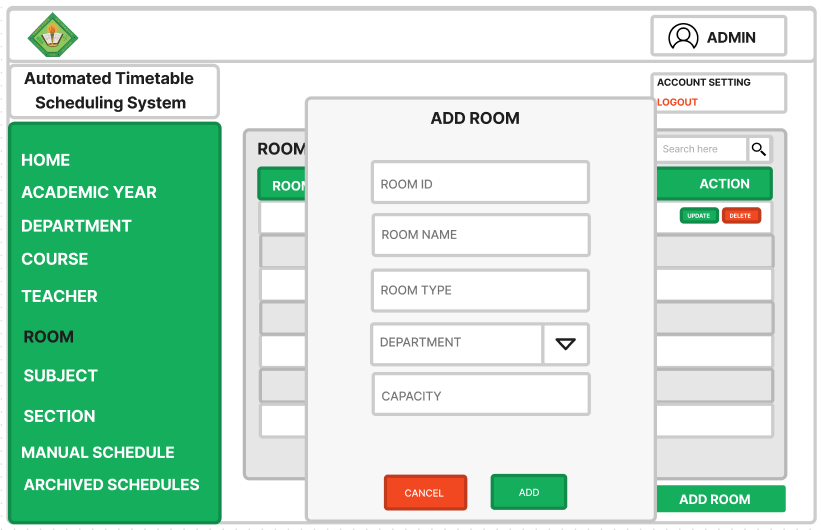 ADMIN
Automated Timetable
Scheduling System
ACCOUNT SETTING
LOGOUT
HOME
ACADEMIC YEAR
DEPARTMENT
COURSE
TEACHER
ROOM
SUBJECT
SECTION
MANUAL SCHEDULE
ARCHIVED SCHEDULES
ROOM
Search here
ROOM
ACTION
UPDATE DELETE
ADD ROOM
ROOM ID
ROOM NAME
ROOM TYPE
DEPARTMENT
CAPACITY
CANCEL ADD
ADD ROOM